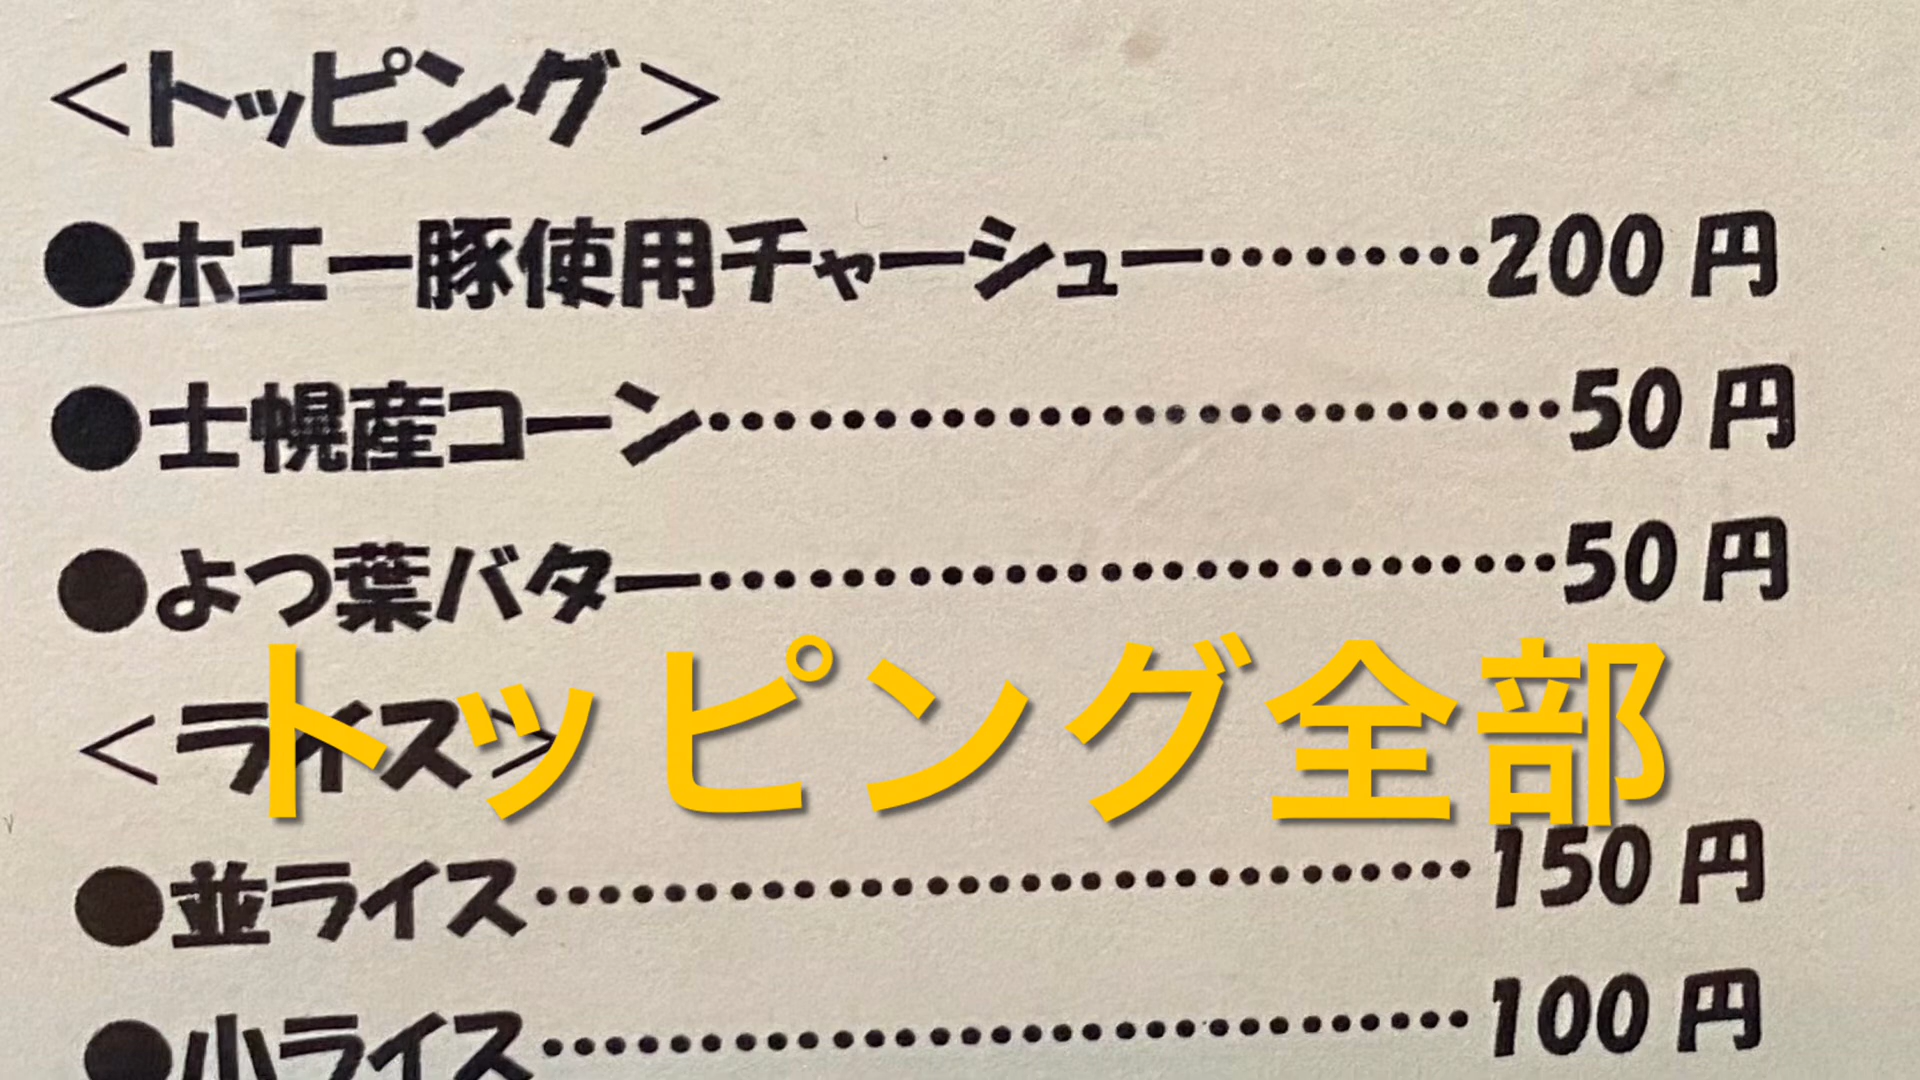 ＜トッピング＞
●ホエー豚使用チャーシュー………200円
●士幌産コーン…………………………50円
●よつ葉バター…………………………50円
トッピング全部
＜ライス＞
●並ライス……………………………150円
●小ライス……………………………100円